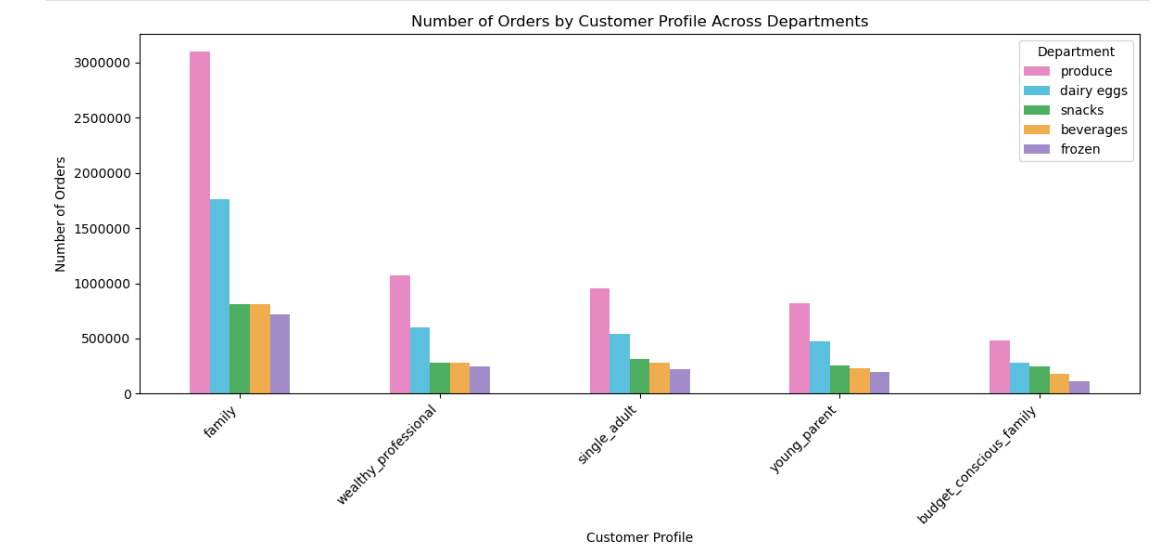 Number of Orders by Customer Profile Across Departments
Department
produce
dairy eggs
snacks
beverages
frozen
Number of Orders
3000000
2500000
2000000
1500000
1000000
500000
0
family
wealthy_professional
single_adult
young_parent
budget_conscious_family
Customer Profile